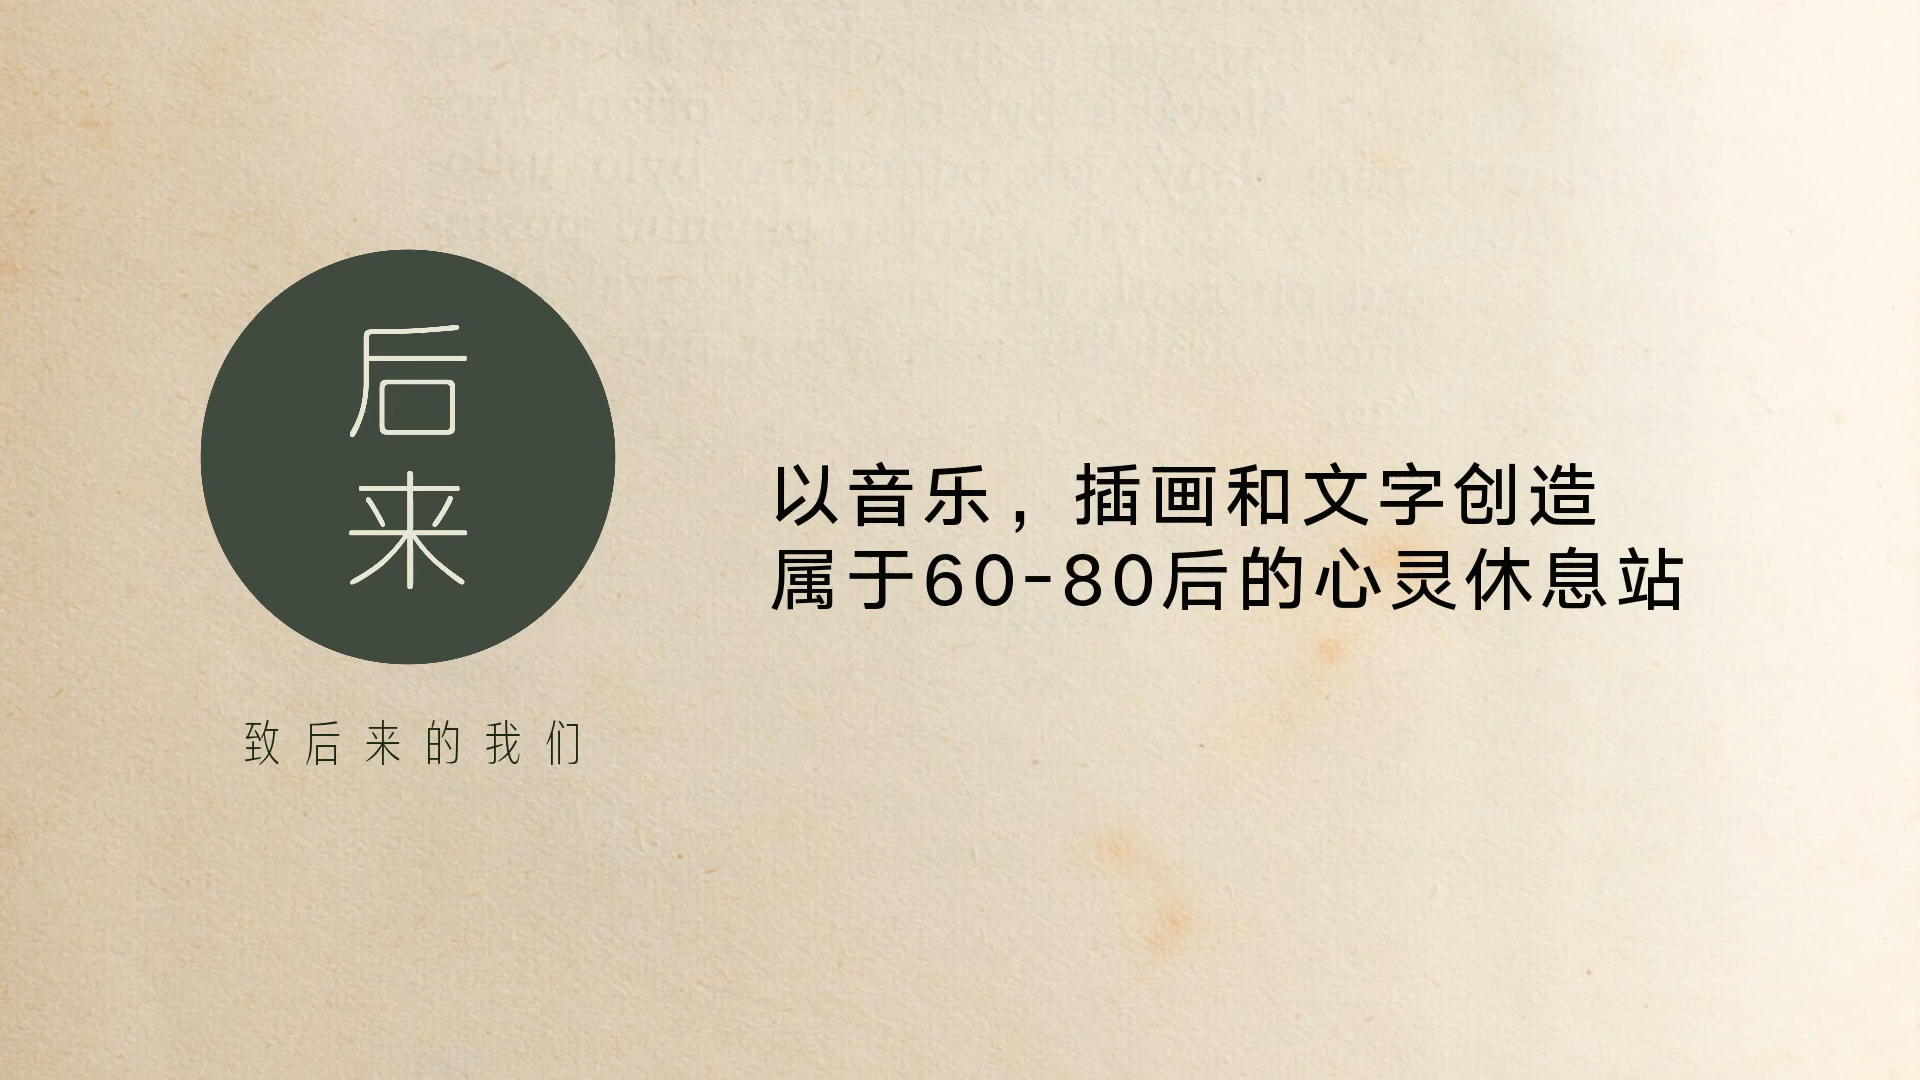 后
来
致后来的我们
以音乐，插画和文字创造
属于60-80后的心灵休息站